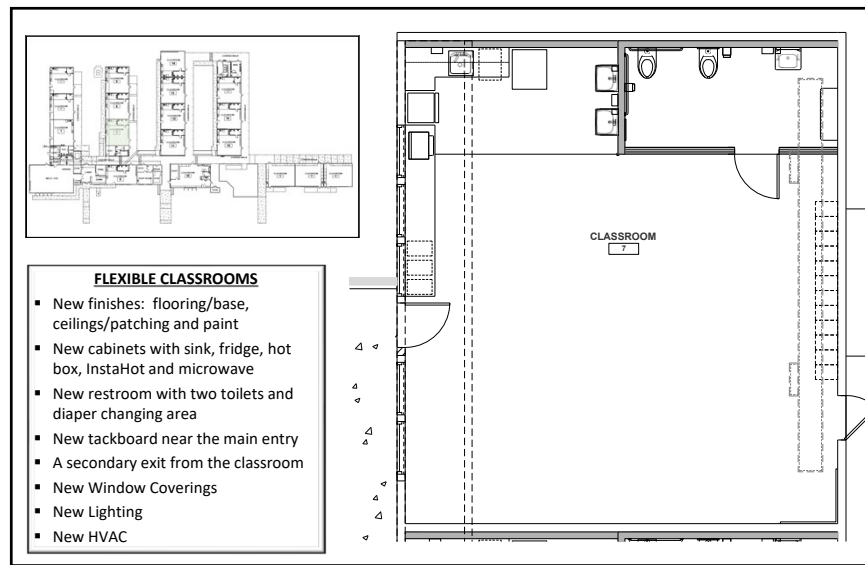 FLEXIBLE CLASSROOMS
▪ New finishes: flooring/base,
ceilings/patching and paint
▪ New cabinets with sink, fridge, hot
box, InstaHot and microwave
▪ New restroom with two toilets and
diaper changing area
▪ New tackboard near the main entry
▪ A secondary exit from the classroom
▪ New Window Coverings
▪ New Lighting
▪ New HVAC
CLASSROOM
7